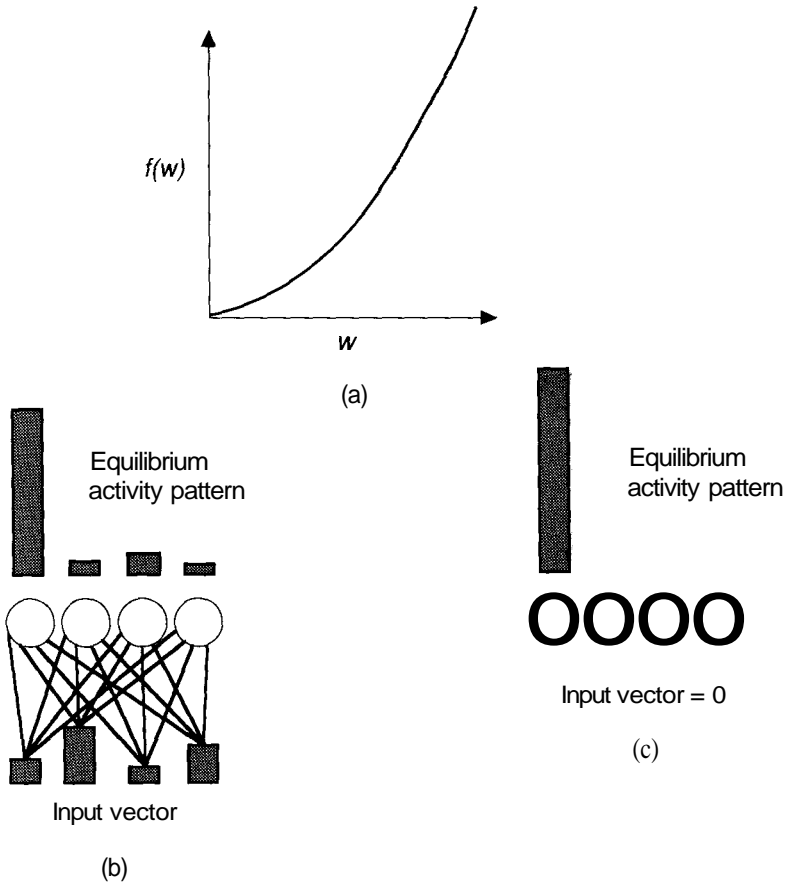 f(w)
w
(a)
Equilibrium
activity pattern
Input vector
(b)
Equilibrium
activity pattern
OOOO
Input vector = 0
(c)